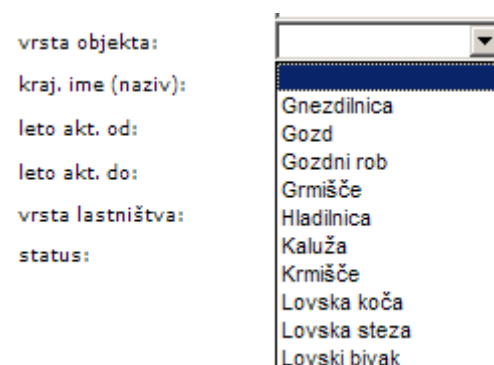 vrsta objekta:
kraj. ime (naziv):
leto akt. od:
leto akt. do:
vrsta lastništva:
status:
Gnezdilnica
Gozd
Gozdni rob
Grmišče
Hladilnica
Kaluža
Krmišče
Lovska koča
Lovska steza
Lovski bivak